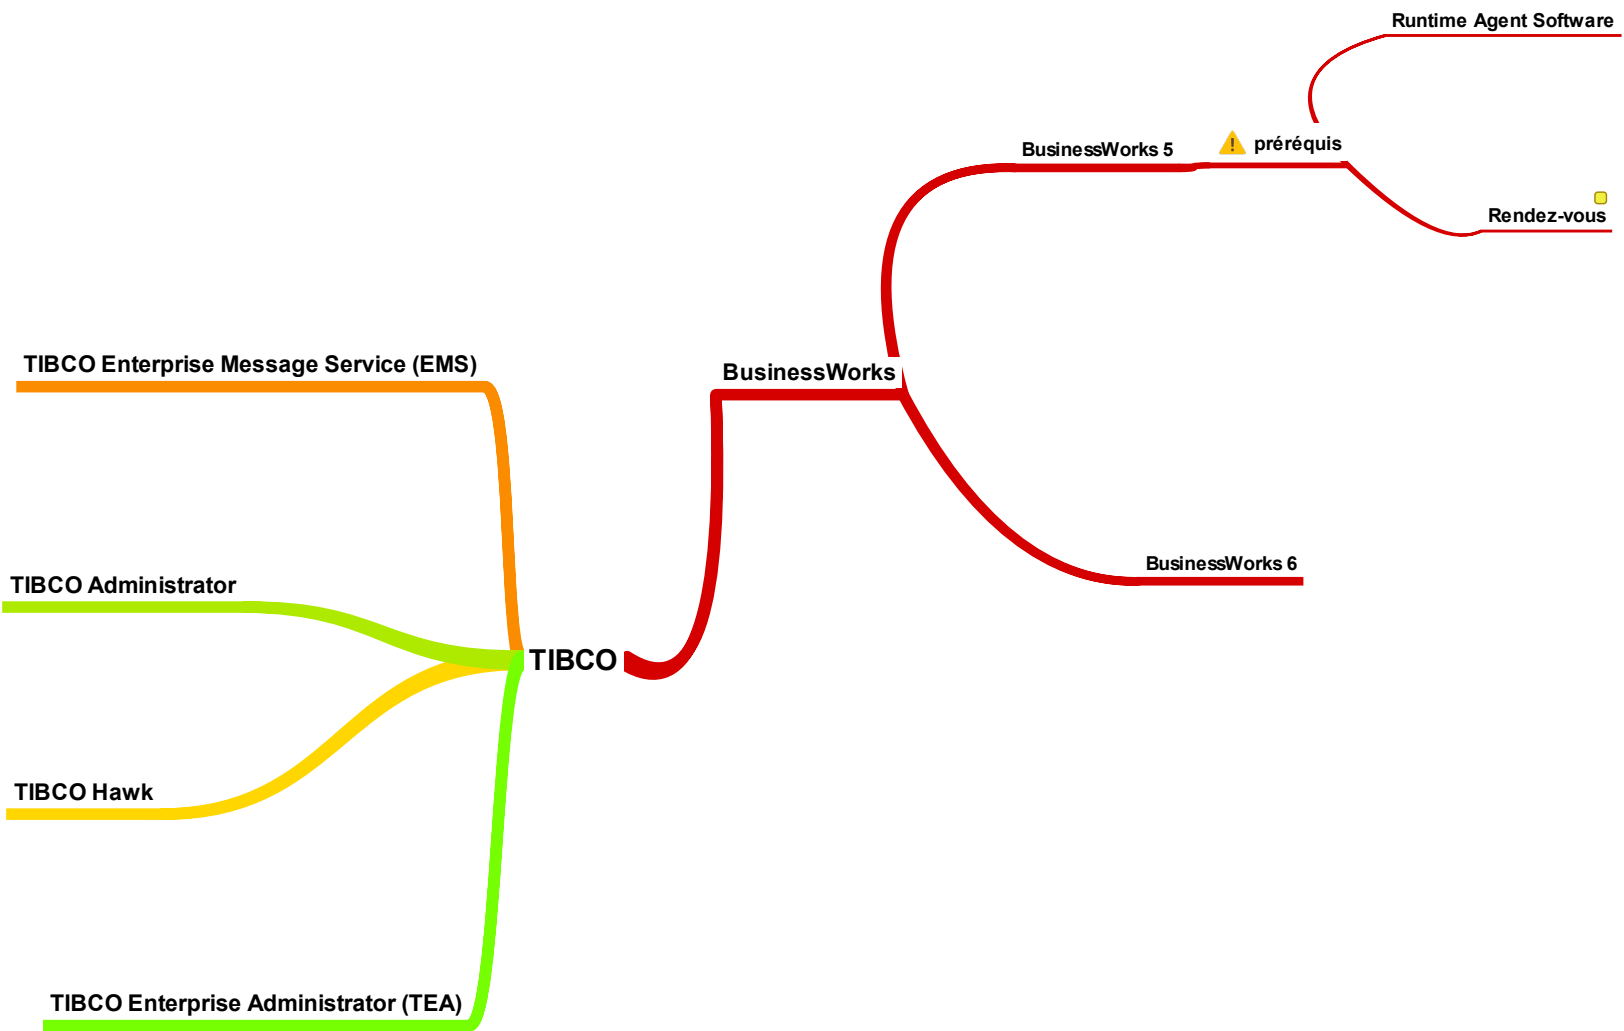 Runtime Agent Software
BusinessWorks 5
préréquis
Rendez-vous
TIBCO Enterprise Message Service (EMS)
BusinessWorks
BusinessWorks 6
TIBCO Administrator
TIBCO
TIBCO Hawk
TIBCO Enterprise Administrator (TEA)